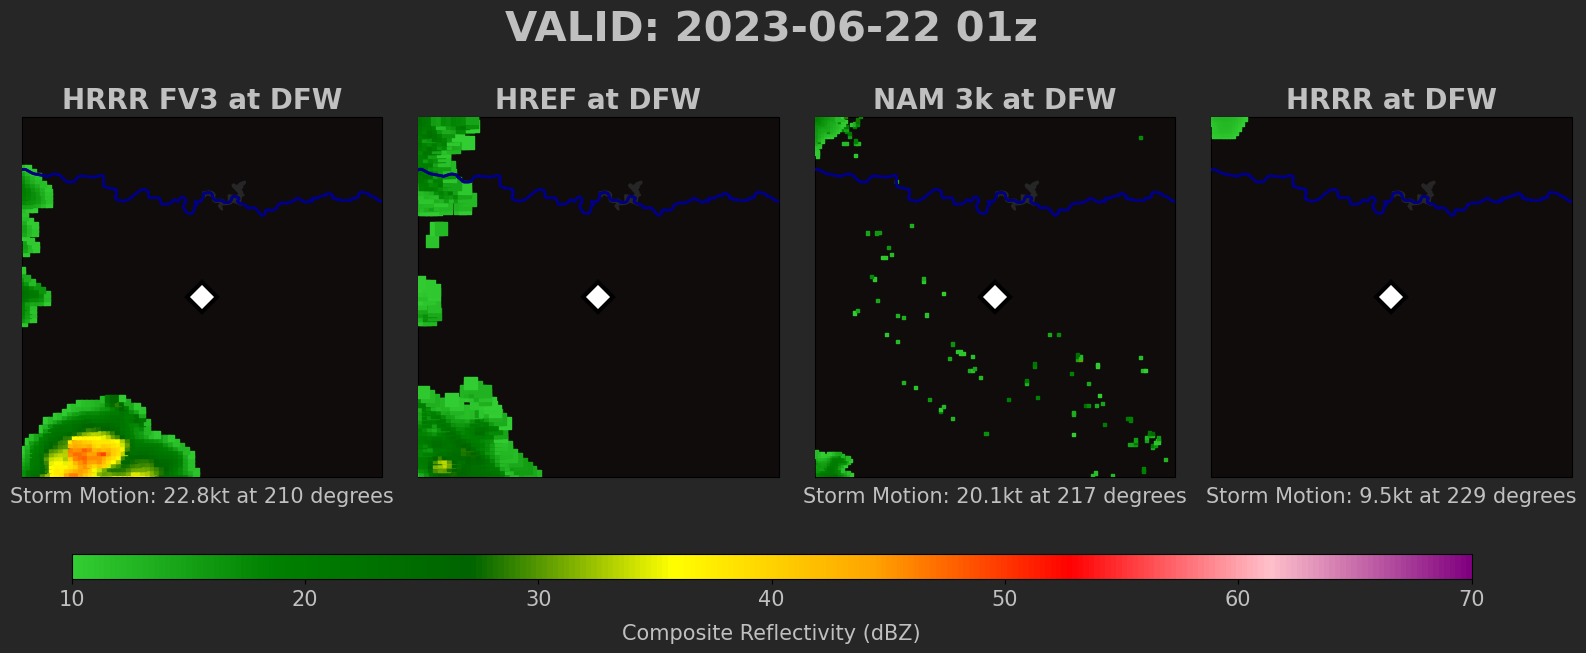 VALID: 2023-06-22 01z
HRRR FV3 at DFW
HREF at DFW
NAM 3k at DFW
HRRR at DFW
Storm Motion: 22.8kt at 210 degrees
Storm Motion: 20.1kt at 217 degrees
Storm Motion: 9.5kt at 229 degrees
10 20 30 40 50 60 70
Composite Reflectivity (dBZ)